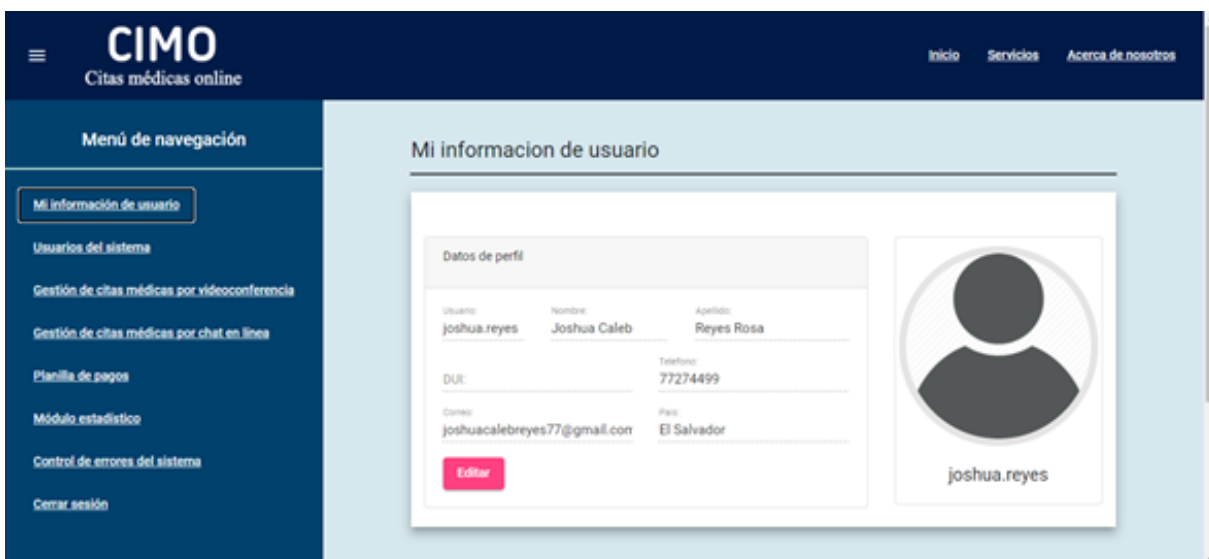 CIMO
Citas médicas online
Inicio Servicios Acerca de nosotros
Menú de navegación
Mi información de usuario
Usuarios del sistema
Gestión de citas médicas por videoconferencia
Gestión de citas médicas por chat en línea
Planilla de pagos
Módulo estadístico
Control de errores del sistema
Cerrar sesión
Mi informacion de usuario
Datos de perfil
Usuario: Nombre: Apellido:
joshua.reyes Joshua Caleb Reyes Rosa
DUI: Telefono:
77274499
Correo: País:
joshuacalebreyes77@gmail.com El Salvador
Editar
joshua.reyes